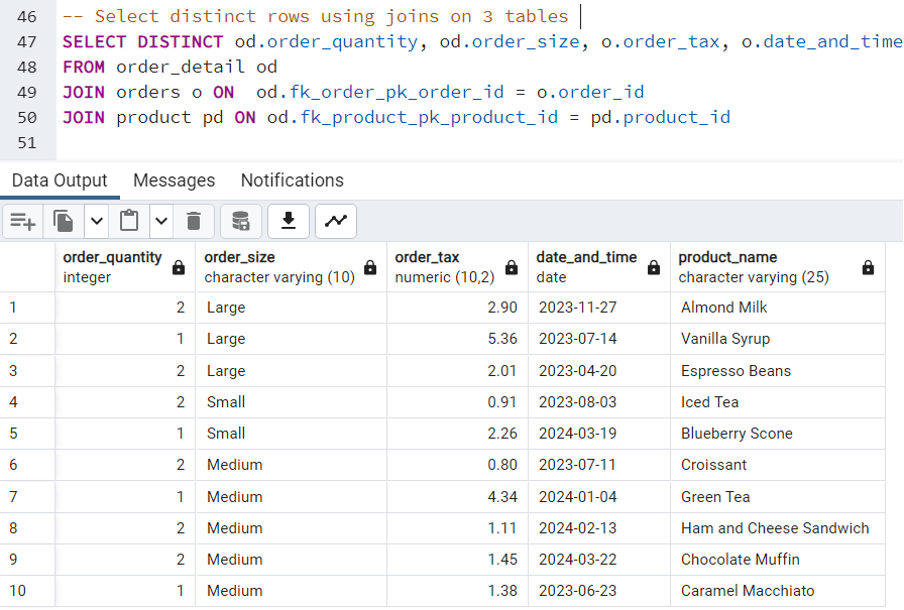 46 -- Select distinct rows using joins on 3 tables
47 SELECT DISTINCT od.order_quantity, od.order_size, o.order_tax, o.date_and_time
48 FROM order_detail od
49 JOIN orders o ON od.fk_order_pk_order_id = o.order_id
50 JOIN product pd ON od.fk_product_pk_product_id = pd.product_id
51
Data Output Messages Notifications
order_quantity order_size order_tax date_and_time product_name
integer character varying (10) numeric (10,2) date character varying (25)
1 2 Large 2.90 2023-11-27 Almond Milk
2 1 Large 5.36 2023-07-14 Vanilla Syrup
3 2 Large 2.01 2023-04-20 Espresso Beans
4 2 Small 0.91 2023-08-03 Iced Tea
5 1 Small 2.26 2024-03-19 Blueberry Scone
6 2 Medium 0.80 2023-07-11 Croissant
7 1 Medium 4.34 2024-01-04 Green Tea
8 2 Medium 1.11 2024-02-13 Ham and Cheese Sandwich
9 2 Medium 1.45 2024-03-22 Chocolate Muffin
10 1 Medium 1.38 2023-06-23 Caramel Macchiato